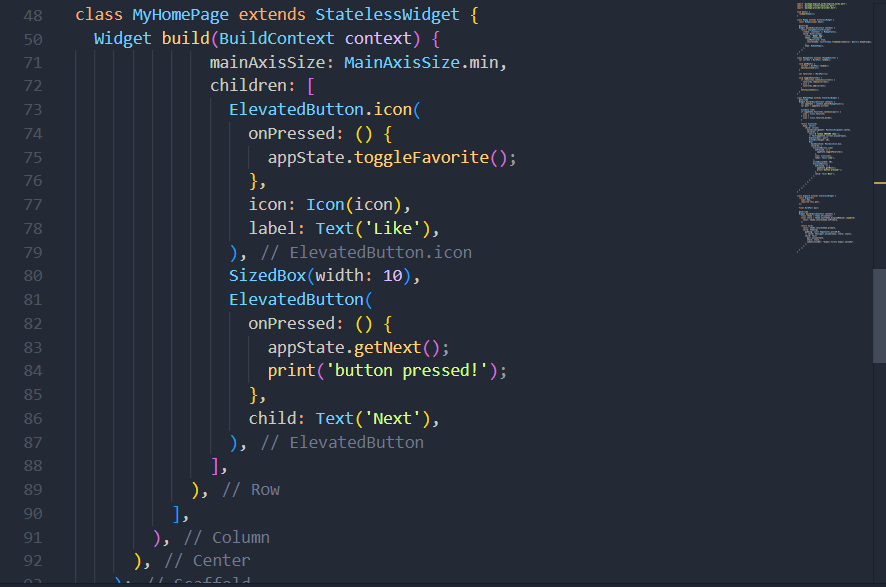 48 class MyHomePage extends StatelessWidget {
50 Widget build(BuildContext context) {
71 mainAxisSize: MainAxisSize.min,
72 children: [
73 ElevatedButton.icon(
74 onPressed: () {
75 appState.toggleFavorite();
76 },
77 icon: Icon(icon),
78 label: Text('Like'),
79 ), // ElevatedButton.icon
80 SizedBox(width: 10),
81 ElevatedButton(
82 onPressed: () {
83 appState.getNext();
84 print('button pressed!');
85 },
86 child: Text('Next'),
87 ), // ElevatedButton
88 ],
89 ), // Row
90 ],
91 ), // Column
92 ), // Center
93 ); // Scaffold